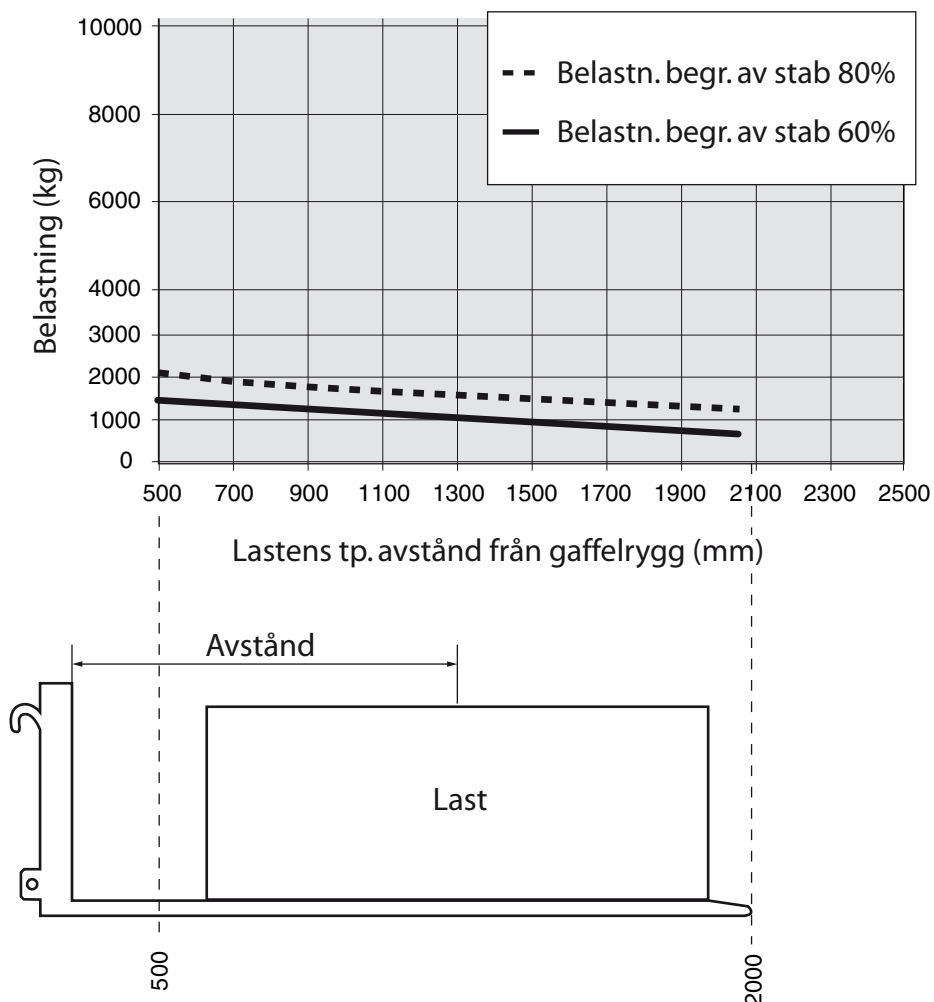 10000
8000
6000
4000
3000
2000
1000
0
Belastning (kg)
Belastn. begr. av stab 80%
Belastn. begr. av stab 60%
500 700 900 1100 1300 1500 1700 1900 2100 2300 2500
Lastens tp. avstånd från gaffelrygg (mm)
Avstånd
Last
500
2000